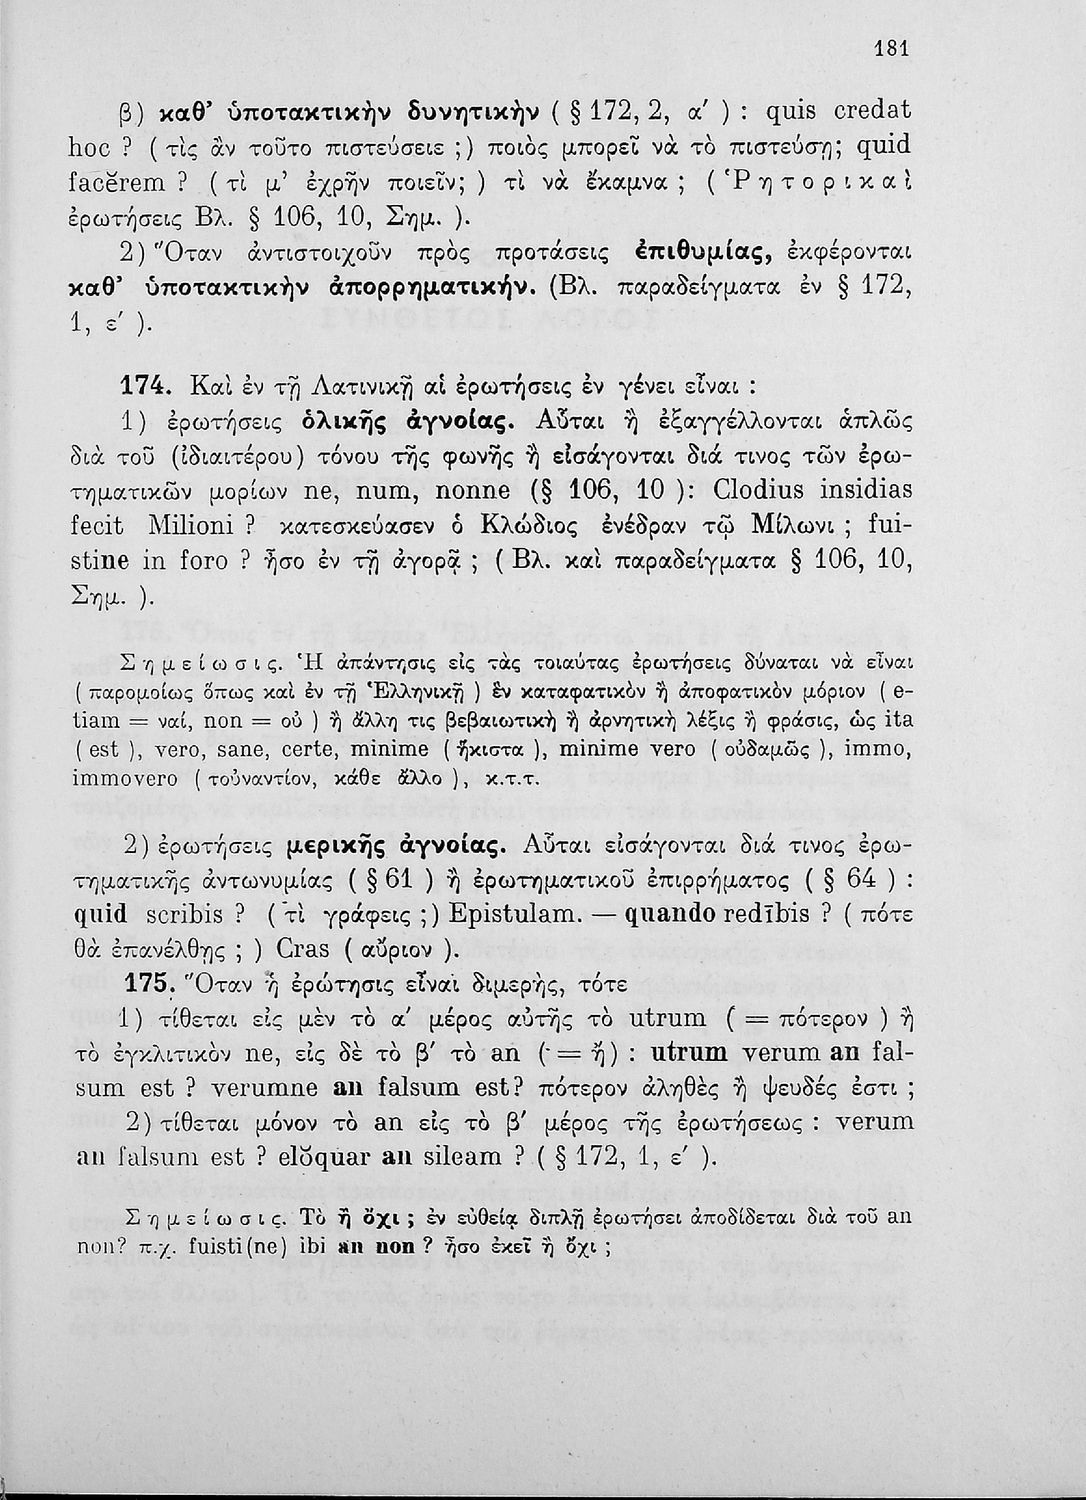 181
β) καθ’ ὑποτακτικὴν δυνητικὴν ( § 172, 2, α′ ) : quis credat
hoc ? ( τὶς ἂν τοῦτο πιστεύσειε ;) ποιὸς μπορεῖ νὰ τὸ πιστεύσῃ; quid
facĕrem ? ( τὶ μ’ ἐχρῆν ποιεῖν; ) τὶ νὰ ἔκαμνα ; ( Ῥητορικαὶ
ἐρωτήσεις Βλ. § 106, 10, Σημ. ).
2) Ὅταν ἀντιστοιχοῦν πρὸς προτάσεις ἐπιθυμίας, ἐκφέρονται
καθ’ ὑποτακτικὴν ἀπορρηματικήν. (Βλ. παραδείγματα ἐν § 172,
1, ε′ ).
174. Καὶ ἐν τῇ Λατινικῇ αἱ ἐρωτήσεις ἐν γένει εἶναι :
1) ἐρωτήσεις ὁλικῆς ἀγνοίας. Αὗται ἢ ἐξαγγέλλονται ἁπλῶς
διὰ τοῦ (ἰδιαιτέρου) τόνου τῆς φωνῆς ἢ εἰσάγονται διά τινος τῶν ἐρω-
τηματικῶν μορίων ne, num, nonne (§ 106, 10 ): Clodius insidias
fecit Milioni ? κατεσκεύασεν ὁ Κλώδιος ἐνέδραν τῷ Μίλωνι ; fui-
stine in foro ? ἦσο ἐν τῇ ἀγορᾷ ; ( Βλ. καὶ παραδείγματα § 106, 10,
Σημ. ).
Σημείωσις. Ἡ ἀπάντησις εἰς τὰς τοιαύτας ἐρωτήσεις δύναται νὰ εἶναι
( παρομοίως ὅπως καὶ ἐν τῇ Ἑλληνικῇ ) ἓν καταφατικὸν ἢ ἀποφατικὸν μόριον ( e-
tiam = ναί, non = οὐ ) ἢ ἄλλη τις βεβαιωτικὴ ἢ ἀρνητικὴ λέξις ἢ φράσις, ὡς ita
( est ), vero, sane, certe, minime ( ἥκιστα ), minime vero ( οὐδαμῶς ), immo,
immovero ( τοὐναντίον, κάθε ἄλλο ), κ.τ.τ.
2) ἐρωτήσεις μερικῆς ἀγνοίας. Αὗται εἰσάγονται διά τινος ἐρω-
τηματικῆς ἀντωνυμίας ( § 61 ) ἢ ἐρωτηματικοῦ ἐπιρρήματος ( § 64 ) :
quid scribis ? ( τὶ γράφεις ;) Epistulam. — quando redībis ? ( πότε
θὰ ἐπανέλθῃς ; ) Cras ( αὔριον ).
175. Ὅταν ἡ ἐρώτησις εἶναι διμερὴς, τότε
1) τίθεται εἰς μὲν τὸ α′ μέρος αὐτῆς τὸ utrum ( = πότερον ) ἢ
τὸ ἐγκλιτικὸν ne, εἰς δὲ τὸ β′ τὸ an ( = ἤ) : utrum verum an fal-
sum est ? verumne an falsum est? πότερον ἀληθὲς ἢ ψευδές ἐστι ;
2) τίθεται μόνον τὸ an εἰς τὸ β′ μέρος τῆς ἐρωτήσεως : verum
an falsum est ? elŏquar an sileam ? ( § 172, 1, ε′ ).
Σημείωσις. Τὸ ἢ ὄχι ; ἐν εὐθείᾳ διπλῇ ἐρωτήσει ἀποδίδεται διὰ τοῦ an
non? π.χ. fuisti(ne) ibi an non ? ἦσο ἐκεῖ ἢ ὄχι ;